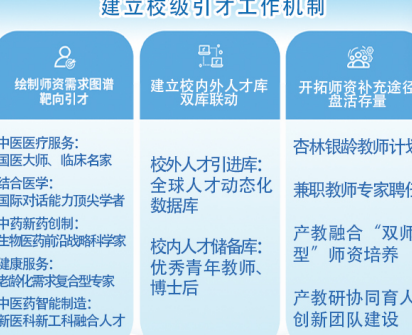 建立校级引才工作机制
绘制师资需求图谱
靶向引才
中医医疗服务：
国医大师、临床名家
结合医学：
国际对话能力顶尖学者
中药新药创制：
生物医药前沿战略科学家
健康服务：
老龄化需求复合型专家
中医药智能制造：
新医科新工科融合人才
建立校内外人才库
双库联动
校外人才引进库：
全球人才动态化
数据库
校内人才储备库：
优秀青年教师、
博士后
开拓师资补充途径
盘活存量
杏林银龄教师计划
兼职教师专家聘任
产教融合“双师
型”师资培养
产教研协同育人
创新团队建设